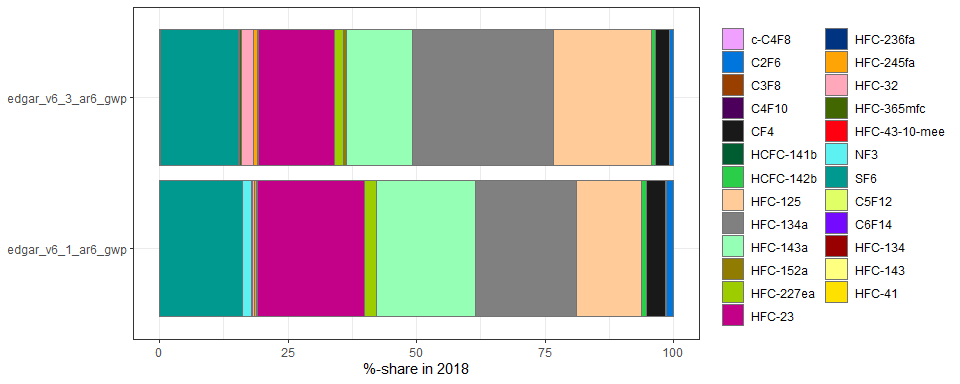 edgar_v6_3_ar6_gwp
edgar_v6_1_ar6_gwp
0 25 50 75 100
%-share in 2018
c-C4F8
C2F6
C3F8
C4F10
CF4
HCFC-141b
HCFC-142b
HFC-125
HFC-134a
HFC-143a
HFC-152a
HFC-227ea
HFC-23
HFC-236fa
HFC-245fa
HFC-32
HFC-365mfc
HFC-43-10-mee
NF3
SF6
C5F12
C6F14
HFC-134
HFC-143
HFC-41